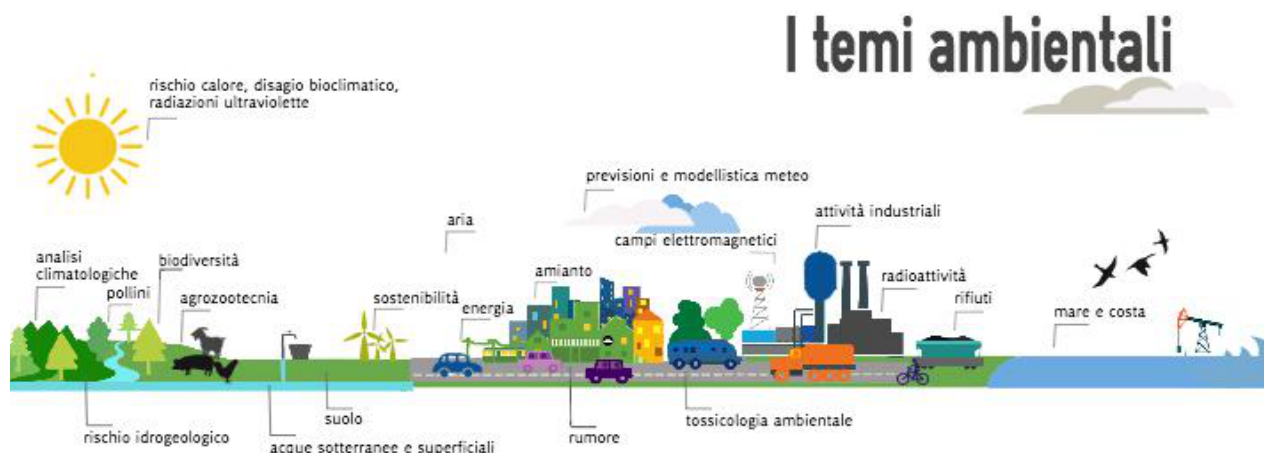 I temi ambientali
rischio calore, disagio bioclimatico,
radiazioni ultraviolette
previsioni e modellistica meteo
aria
attività industriali
campi elettromagnetici
analisi
climatologiche
biodiversità
pollini
agrozootecnia
amianto
radioattività
sostenibilità
energia
rifiuti
mare e costa
suolo
tossicologia ambientale
rischio idrogeologico
rumore
acque sotterranee e superficiali